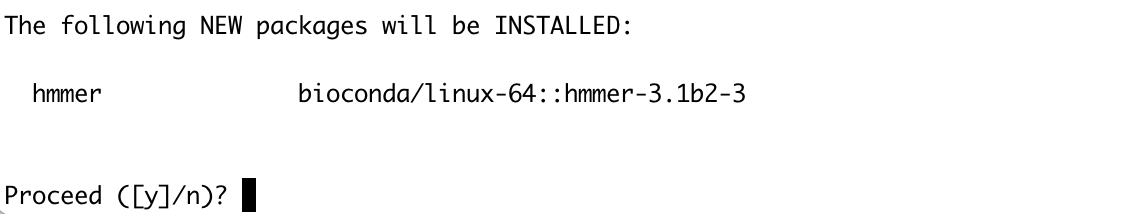 The following NEW packages will be INSTALLED:
hmmer bioconda/linux-64::hmmer-3.1b2-3
Proceed ([y]/n)?